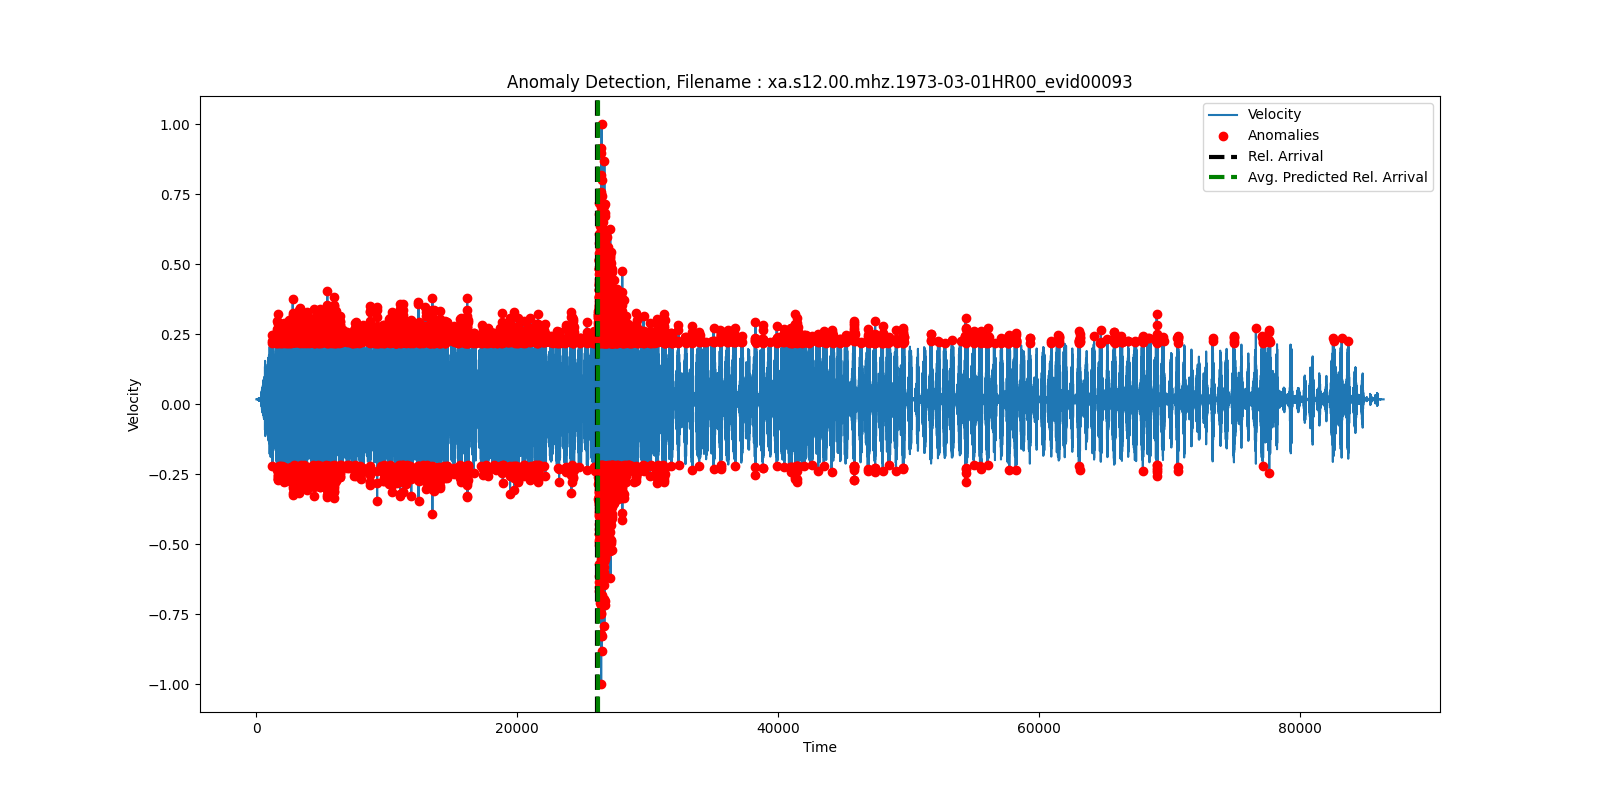 Anomaly Detection, Filename : xa.s12.00.mhz.1973-03-01HR00_evid00093
Velocity
Anomalies
Rel. Arrival
Avg. Predicted Rel. Arrival
1.00
0.75
0.50
0.25
0.00
−0.25
−0.50
−0.75
−1.00
Velocity
0
20000
40000
60000
80000
Time